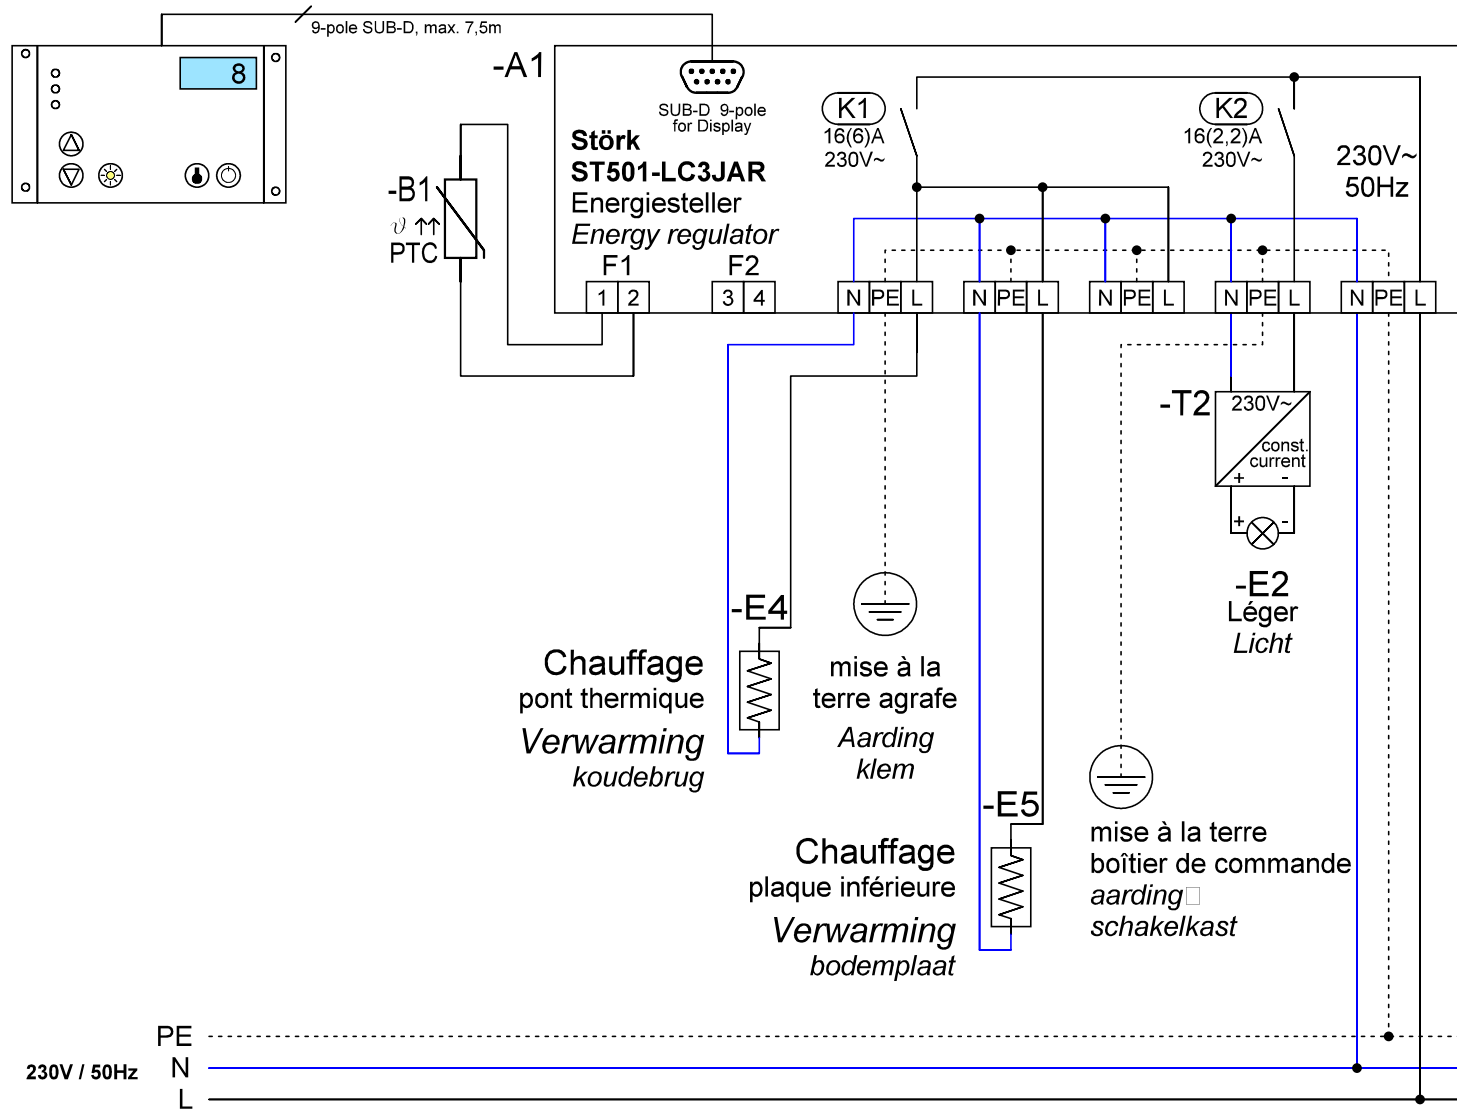 9-pole SUB-D, max. 7,5m
8
-A1
SUB-D 9-pole
for Display
Störk
ST501-LC3JAR
Energiesteller
Energy regulator
K1
16(6)A
230V~
K2
16(2,2)A
230V~
230V~
50Hz
-B1
ϑ ↑↑
PTC
F1
F2
1 2
3 4
N PE L
N PE L
N PE L
N PE L
N PE L
-T2
230V~
const.
current
+ -
+ -
-E2
Léger
Licht
-E4
Chauffage
pont thermique
Verwarming
koudebrug
mise à la
terre agrafe
Aarding
klem
-E5
Chauffage
plaque inférieure
Verwarming
bodemplaat
mise à la terre
boîtier de commande
aarding□
schakelkast
PE
230V / 50Hz
N
L